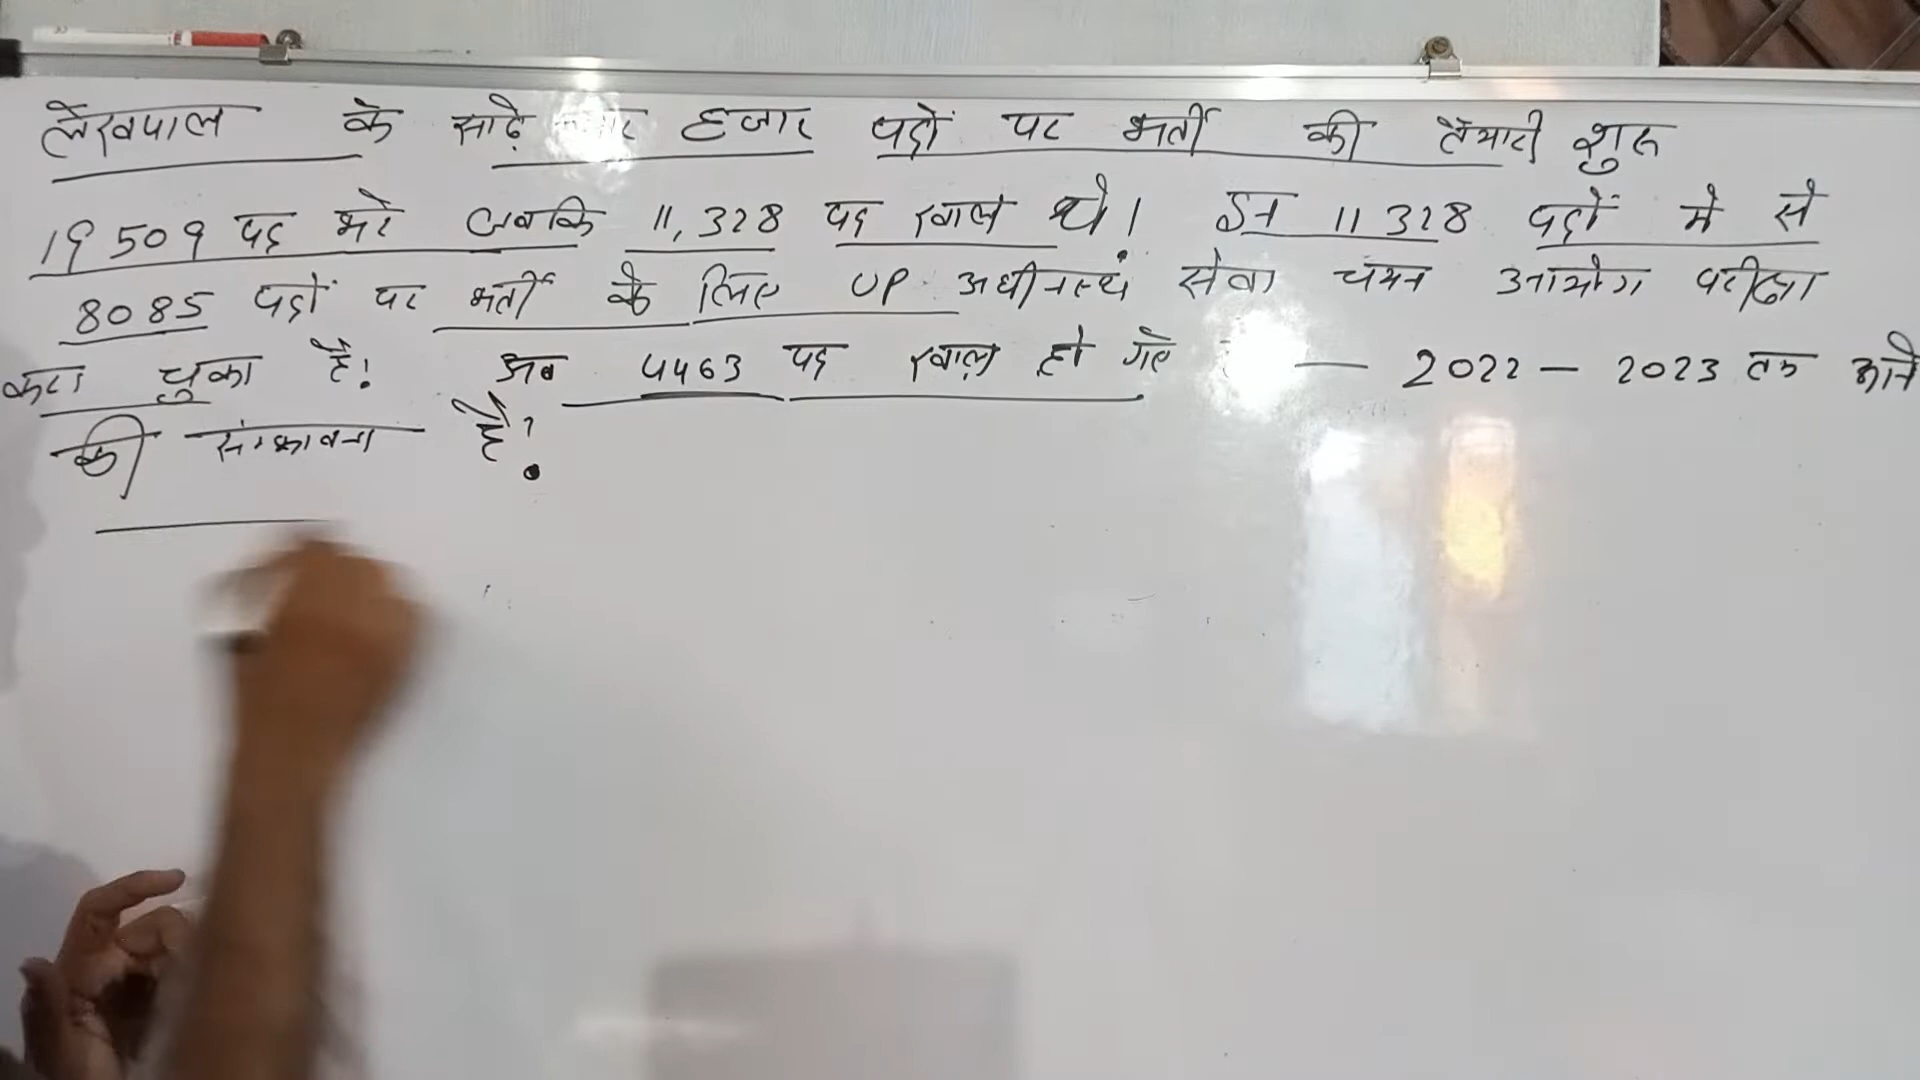 लेखपाल के साढ़े हजार पदों पर भर्ती की तैयारी शुरू
19509 पद भरे जबकि 11,328 पद खाली थे। इन 11328 पदों में से
8085 पदों पर भर्ती के लिए UP अधीनस्थ सेवा चयन आयोग परीक्षा
करा चुका है! अब 4463 पद खाली हो गए — 2022 — 2023 तक आने
की संम्भावना है?